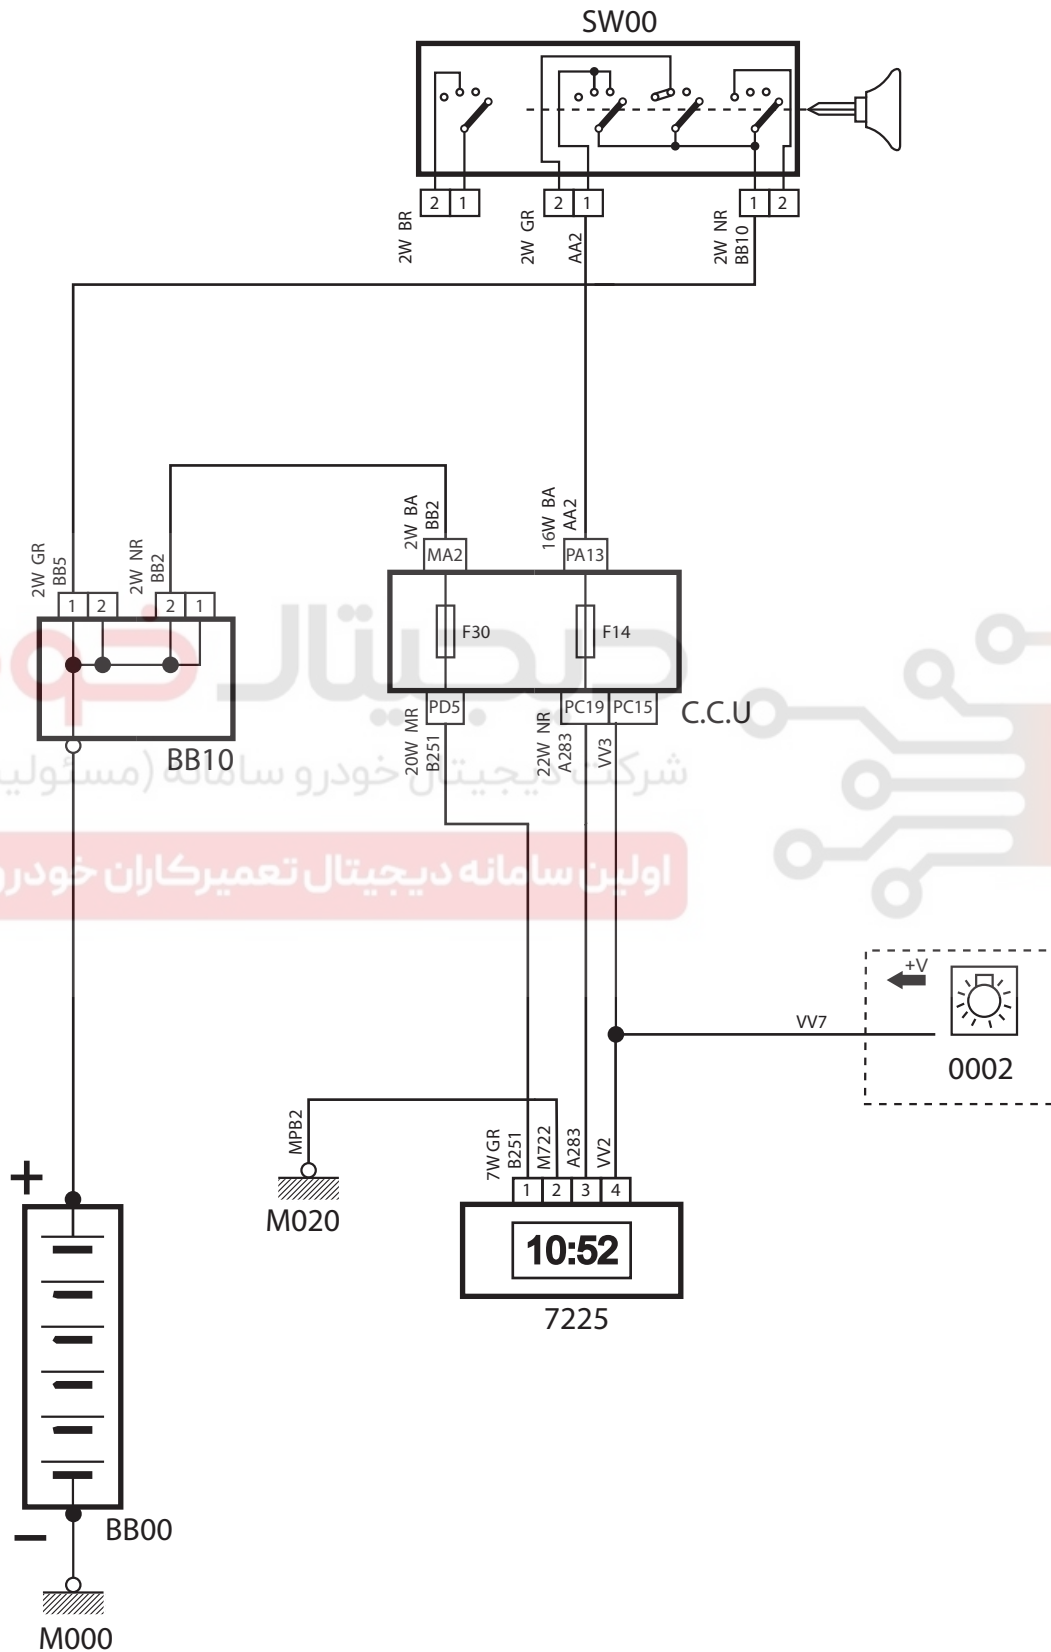 SW00
2 1
2 1
1 2
2W BR
2W GR
AA2
2W NR
BB10
2W GR
BB5
2W NR
BB2
2W BA
BB2
16W BA
AA2
MA2
PA13
1 2
2 1
F30
F14
دیجیتال خو
PD5
PC19 PC15
C.C.U
BB10
20W MR
B251
22W NR
A283
VV3
شرکت دیجیتال خودرو سامانه (مسئولی
اولین سامانه دیجیتال تعمیرکاران خودرو
+V
VV7
0002
MPB2
7W GR
B251
M722
A283
VV2
1 2 3 4
M020
10:52
7225
+
−
BB00
M000